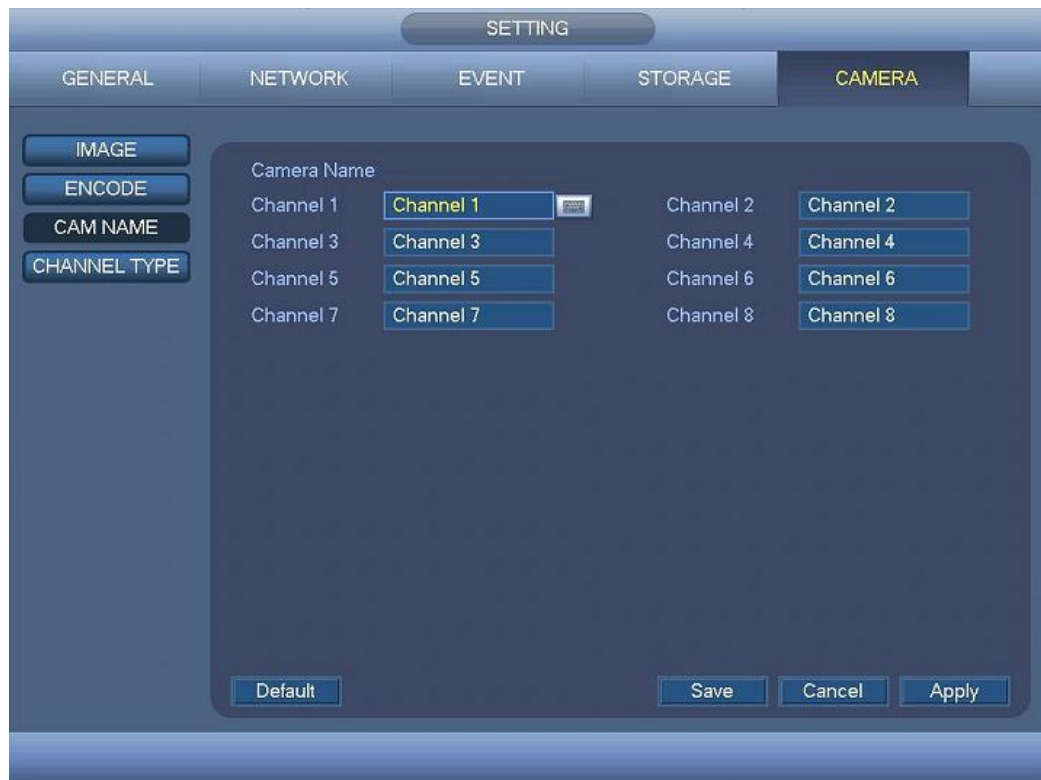 SETTING
GENERAL NETWORK EVENT STORAGE CAMERA
IMAGE
ENCODE
CAM NAME
CHANNEL TYPE
Camera Name
Channel 1 Channel 1 Channel 2 Channel 2
Channel 3 Channel 3 Channel 4 Channel 4
Channel 5 Channel 5 Channel 6 Channel 6
Channel 7 Channel 7 Channel 8 Channel 8
Default Save Cancel Apply